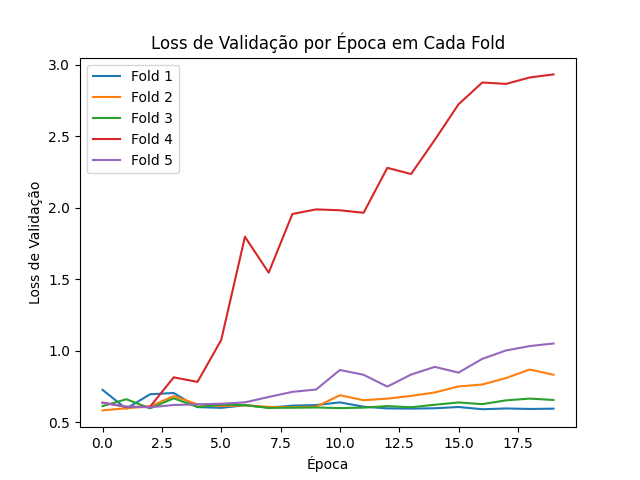 Loss de Validação por Época em Cada Fold
Loss de Validação
3.0
2.5
2.0
1.5
1.0
0.5
Fold 1
Fold 2
Fold 3
Fold 4
Fold 5
0.0 2.5 5.0 7.5 10.0 12.5 15.0 17.5
Época